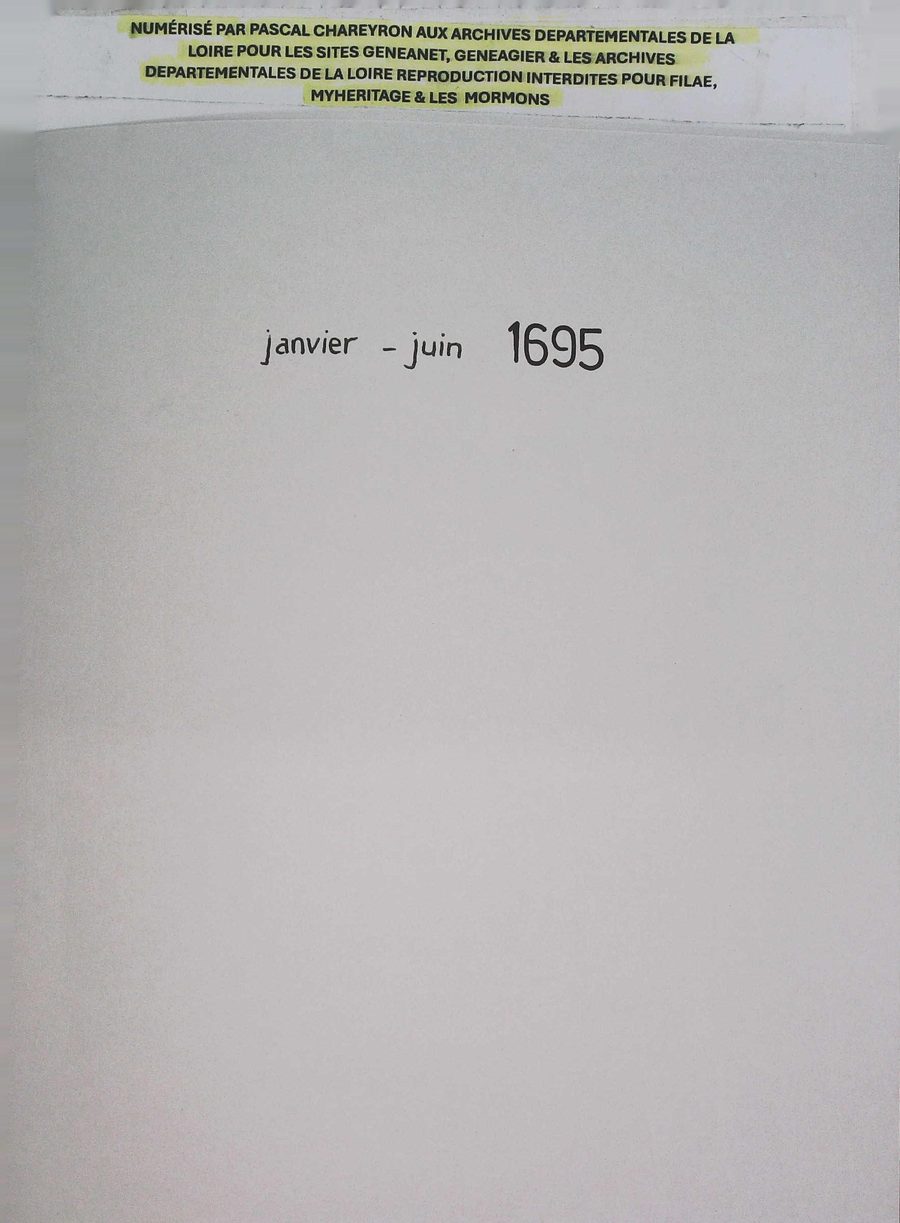 NUMÉRISÉ PAR PASCAL CHAREYRON AUX ARCHIVES DEPARTEMENTALES DE LA
LOIRE POUR LES SITES GENEANET, GENEAGIER & LES ARCHIVES
DEPARTEMENTALES DE LA LOIRE REPRODUCTION INTERDITES POUR FILAE,
MYHERITAGE & LES MORMONS
janvier - juin 1695